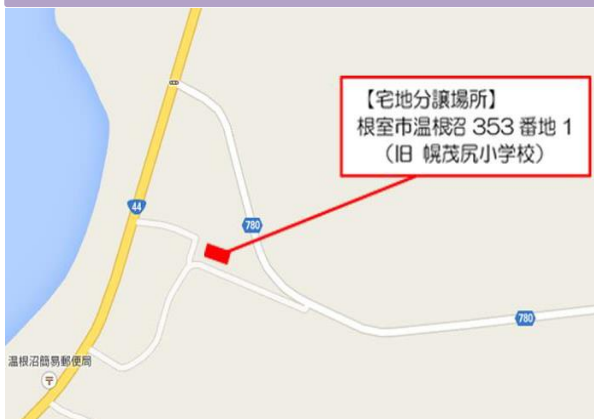 【宅地分譲場所】
根室市温根沼 353 番地 1
（旧 幌茂尻小学校）
44
780
780
温根沼簡易郵便局
〒